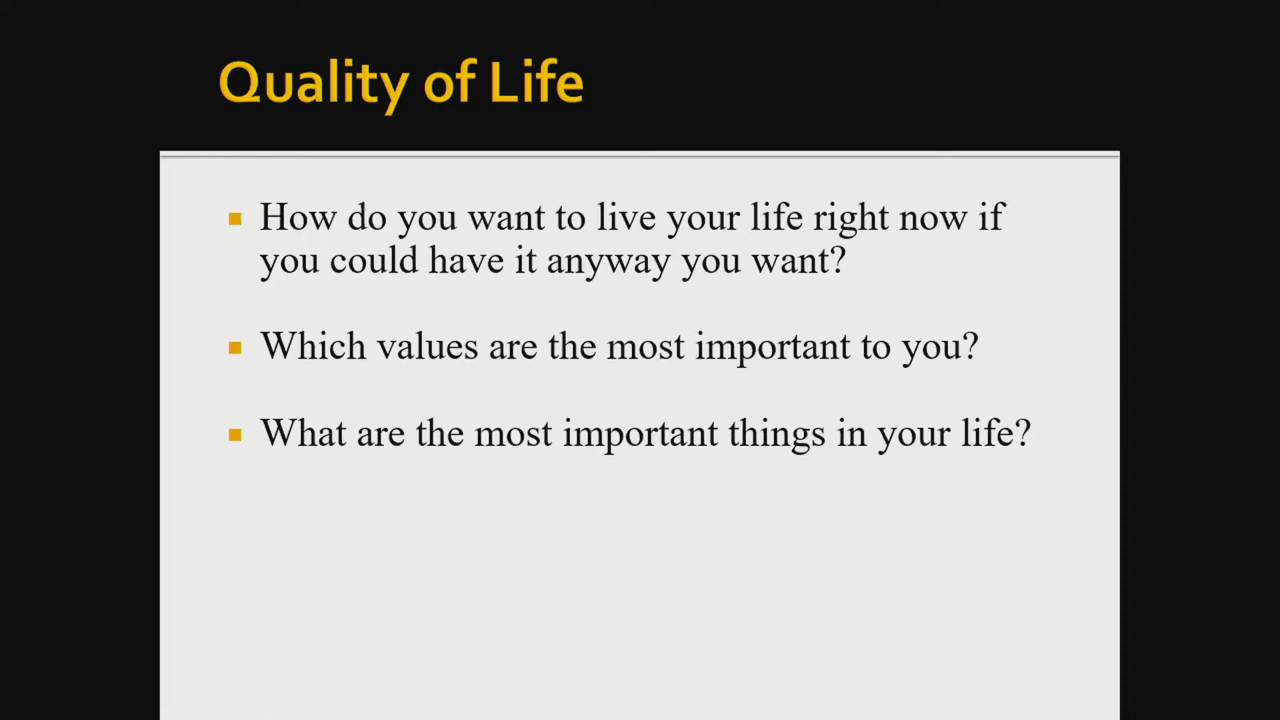 Quality of Life
How do you want to live your life right now if
you could have it anyway you want?
Which values are the most important to you?
What are the most important things in your life?